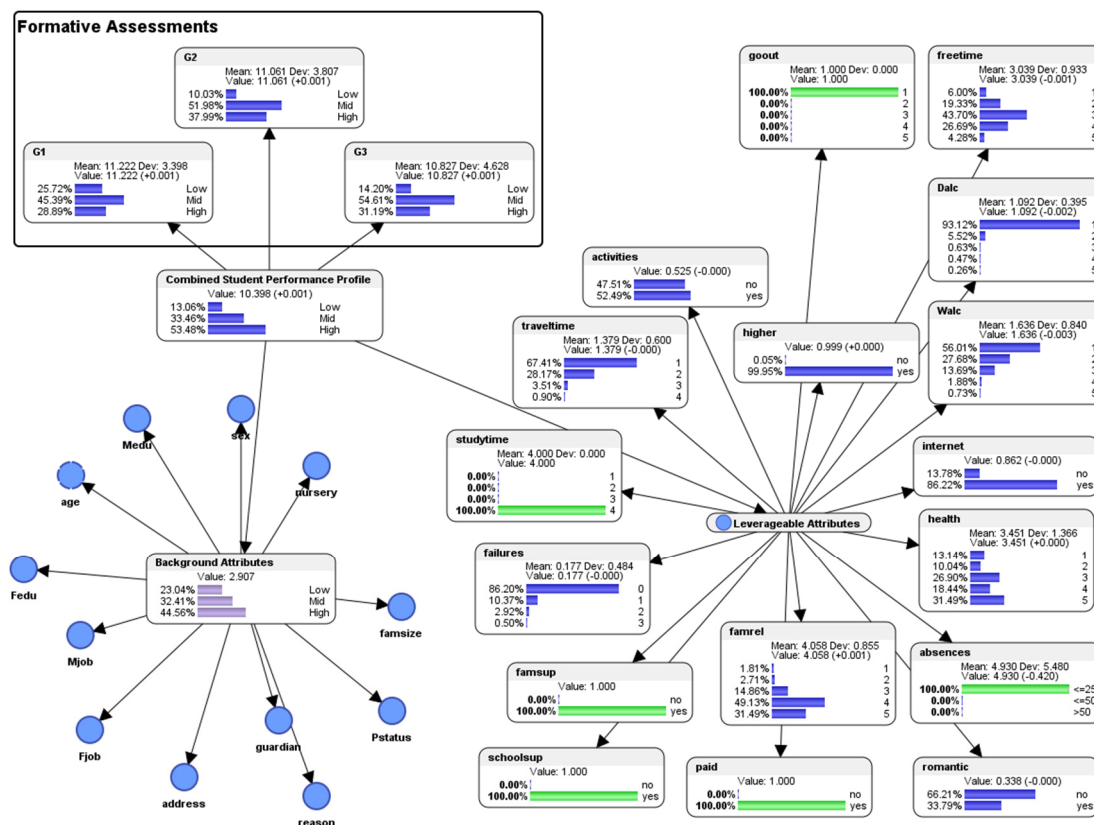 Formative Assessments
G2
Mean: 11.061 Dev: 3.807
Value: 11.061 (+0.001)
10.03% Low
51.98% Mid
37.99% High
G1
Mean: 11.222 Dev: 3.398
Value: 11.222 (+0.001)
25.72% Low
45.39% Mid
28.89% High
G3
Mean: 10.827 Dev: 4.628
Value: 10.827 (+0.001)
14.20% Low
54.61% Mid
31.19% High
Combined Student Performance Profile
Value: 10.398 (+0.001)
13.06% Low
33.46% Mid
53.48% High
Medu
sex
age
nursery
Fedu
Background Attributes
Value: 2.907
23.04% Low
32.41% Mid
44.56% High
famsize
Mjob
Fjob
guardian
Pstatus
address
reason
goout
Mean: 1.000 Dev: 0.000
Value: 1.000
100.00% 1
0.00% 2
0.00% 3
0.00% 4
0.00% 5
freetime
Mean: 3.039 Dev: 0.933
Value: 3.039 (-0.001)
6.00% 1
19.33% 2
43.70% 3
26.69% 4
4.28% 5
Dalc
Mean: 1.092 Dev: 0.395
Value: 1.092 (-0.002)
93.12% 1
5.52% 2
0.63% 3
0.47% 4
0.26% 5
activities
Value: 0.525 (-0.000)
47.51% no
52.49% yes
traveltime
Mean: 1.379 Dev: 0.600
Value: 1.379 (-0.000)
67.41% 1
28.17% 2
3.51% 3
0.90% 4
higher
Value: 0.999 (+0.000)
0.05% no
99.95% yes
Walc
Mean: 1.636 Dev: 0.840
Value: 1.636 (-0.003)
56.01% 1
27.68% 2
13.69% 3
1.88% 4
0.73% 5
studytime
Mean: 4.000 Dev: 0.000
Value: 4.000
0.00% 1
0.00% 2
0.00% 3
100.00% 4
internet
Value: 0.862 (-0.000)
13.78% no
86.22% yes
Leverageable Attributes
health
Mean: 3.451 Dev: 1.366
Value: 3.451 (+0.000)
13.14% 1
10.04% 2
26.90% 3
18.44% 4
31.49% 5
failures
Mean: 0.177 Dev: 0.484
Value: 0.177 (-0.000)
86.20% 0
10.37% 1
2.92% 2
0.50% 3
famrel
Mean: 4.058 Dev: 0.855
Value: 4.058 (+0.001)
1.81% 1
2.71% 2
14.86% 3
49.13% 4
31.49% 5
absences
Mean: 4.930 Dev: 5.480
Value: 4.930 (-0.420)
100.00% <=25
0.00% <=50
0.00% >50
famsup
Value: 1.000
0.00% no
100.00% yes
schoolsup
Value: 1.000
0.00% no
100.00% yes
paid
Value: 1.000
0.00% no
100.00% yes
romantic
Value: 0.338 (-0.000)
66.21% no
33.79% yes